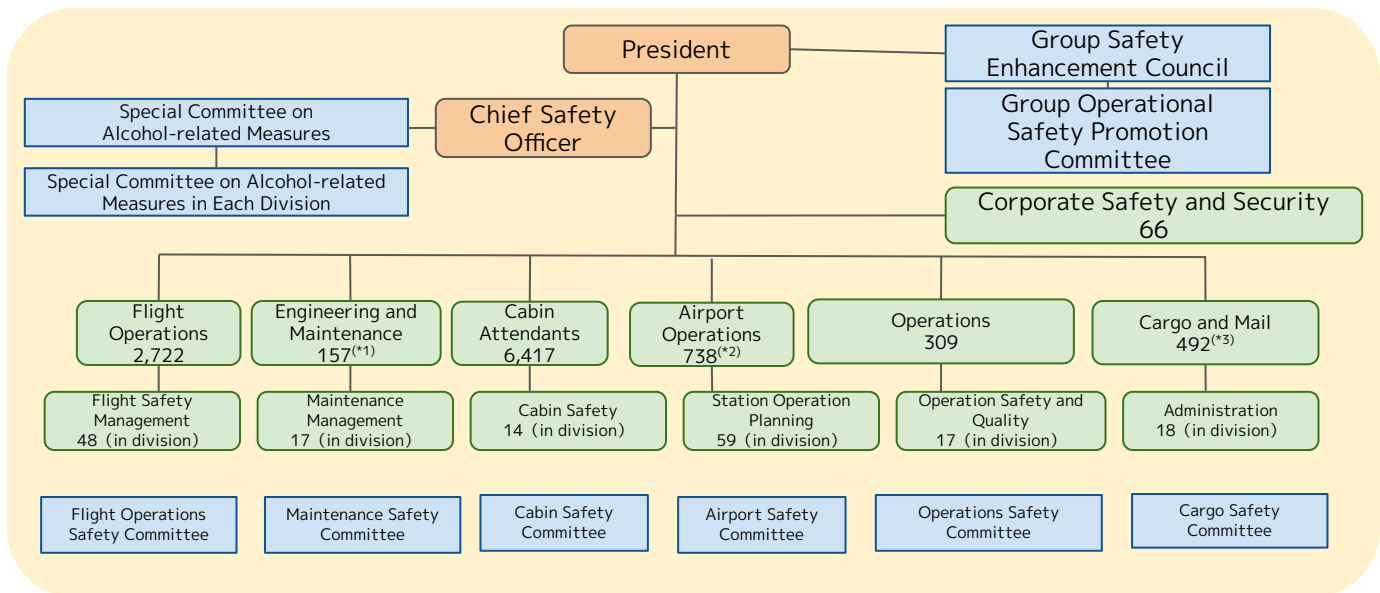 President
Group Safety
Enhancement Council
Special Committee on
Alcohol-related Measures
Chief Safety
Officer
Group Operational
Safety Promotion
Committee
Special Committee on Alcohol-related
Measures in Each Division
Corporate Safety and Security
66
Flight
Operations
2,722
Engineering and
Maintenance
157(*1)
Cabin
Attendants
6,417
Airport
Operations
738(*2)
Operations
309
Cargo and Mail
492(*3)
Flight Safety
Management
48（in division）
Maintenance
Management
17（in division）
Cabin Safety
14（in division）
Station Operation
Planning
59（in division）
Operation Safety and
Quality
17（in division）
Administration
18（in division）
Flight Operations
Safety Committee
Maintenance Safety
Committee
Cabin Safety
Committee
Airport Safety
Committee
Operations Safety
Committee
Cargo Safety
Committee